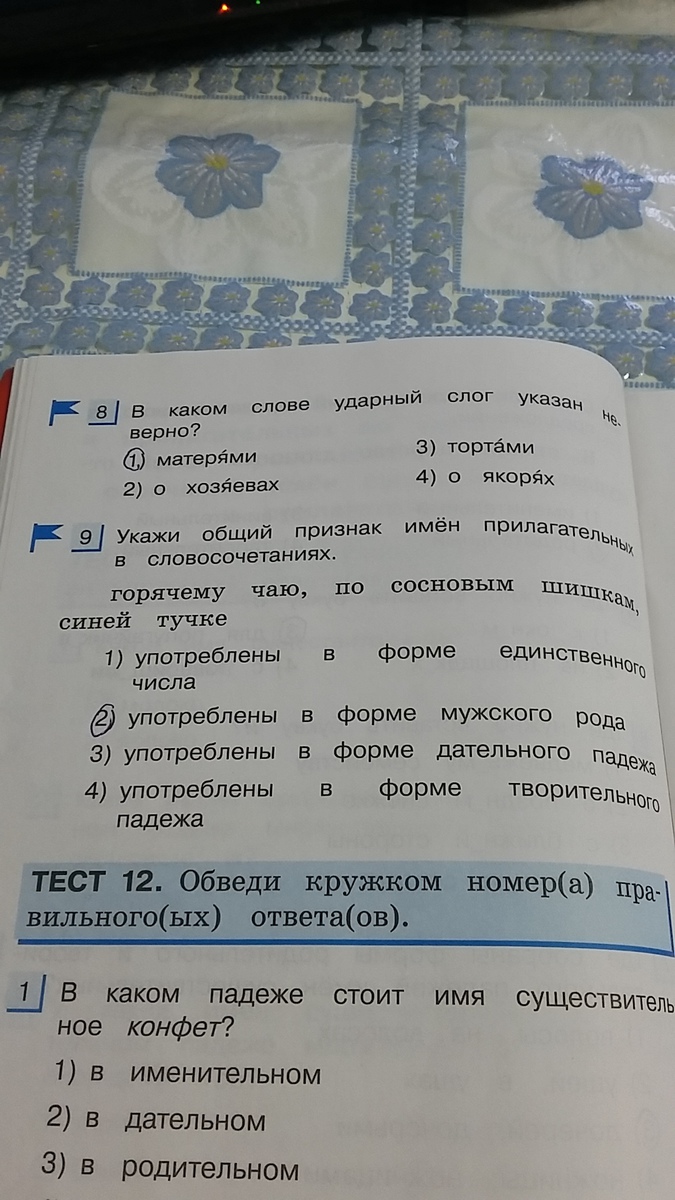 8 В каком слове ударный слог указан не-
верно?
1) матеря́ми
3) торта́ми
2) о хозя́евах
4) о якоря́х
9 Укажи общий признак имён прилагательных
в словосочетаниях.
горячему чаю, по сосновым шишкам,
синей тучке
1) употреблены в форме единственного
числа
2) употреблены в форме мужского рода
3) употреблены в форме дательного падежа
4) употреблены в форме творительного
падежа
ТЕСТ 12. Обведи кружком номер(а) пра-
вильного(ых) ответа(ов).
1 В каком падеже стоит имя существитель
ное конфет?
1) в именительном
2) в дательном
3) в родительном